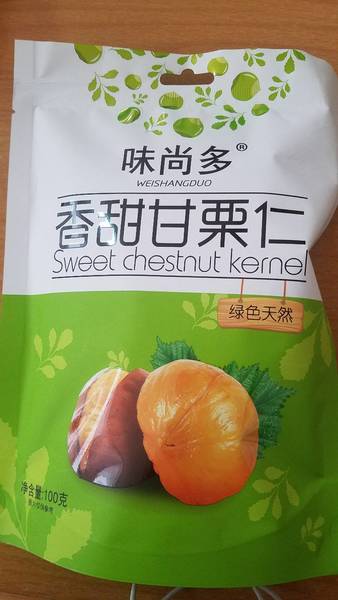 味尚多®
WEISHANGDUO
香甜甘栗仁
Sweet chestnut kernel
绿色天然
净含量:100克